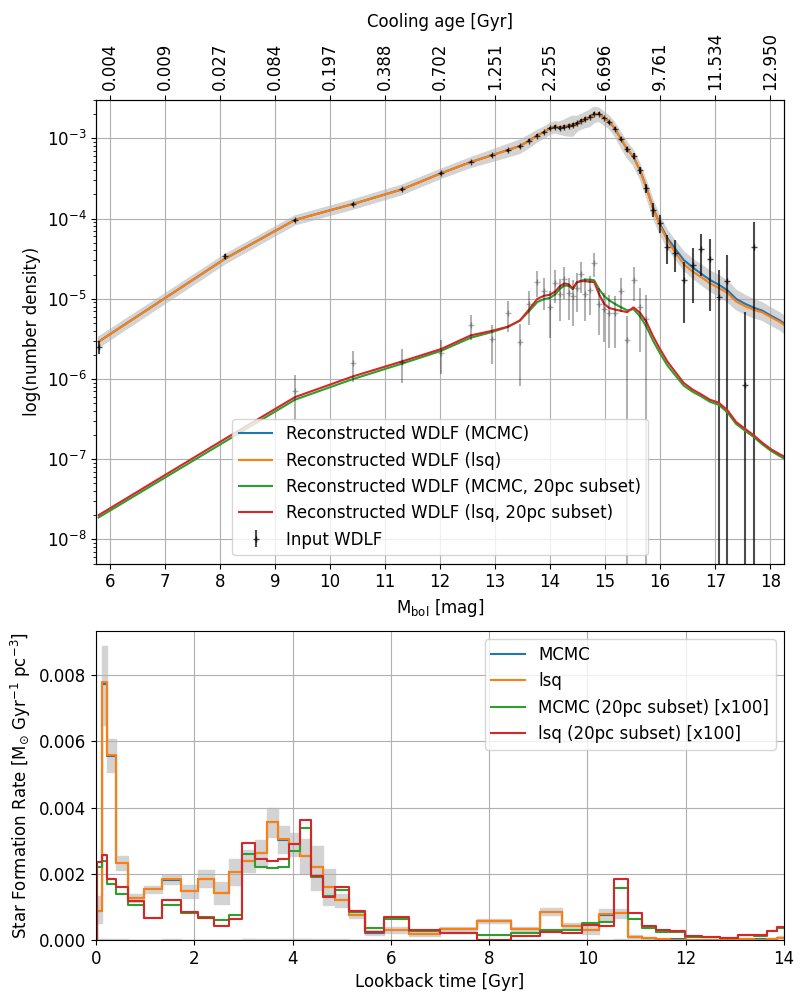 Cooling age [Gyr]
0.004 0.009 0.027 0.084 0.197 0.388 0.702 1.251 2.255 6.696 9.761 11.534 12.950
log(number density)
10⁻³
10⁻⁴
10⁻⁵
10⁻⁶
10⁻⁷
10⁻⁸
Reconstructed WDLF (MCMC)
Reconstructed WDLF (lsq)
Reconstructed WDLF (MCMC, 20pc subset)
Reconstructed WDLF (lsq, 20pc subset)
Input WDLF
6 7 8 9 10 11 12 13 14 15 16 17 18
M_bol [mag]
Star Formation Rate [M_⊙ Gyr⁻¹ pc⁻³]
0.008
0.006
0.004
0.002
0.000
MCMC
lsq
MCMC (20pc subset) [x100]
lsq (20pc subset) [x100]
0 2 4 6 8 10 12 14
Lookback time [Gyr]